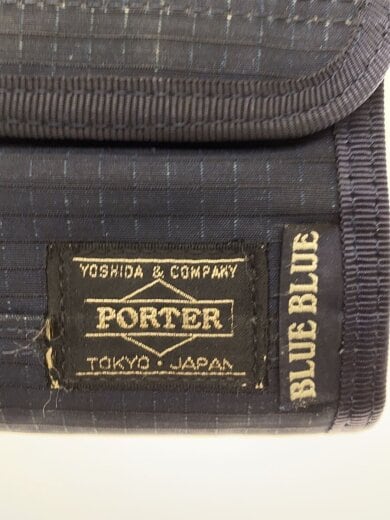 YOSHIDA & COMPANY
PORTER
TOKYO · JAPAN
BLUE BLUE